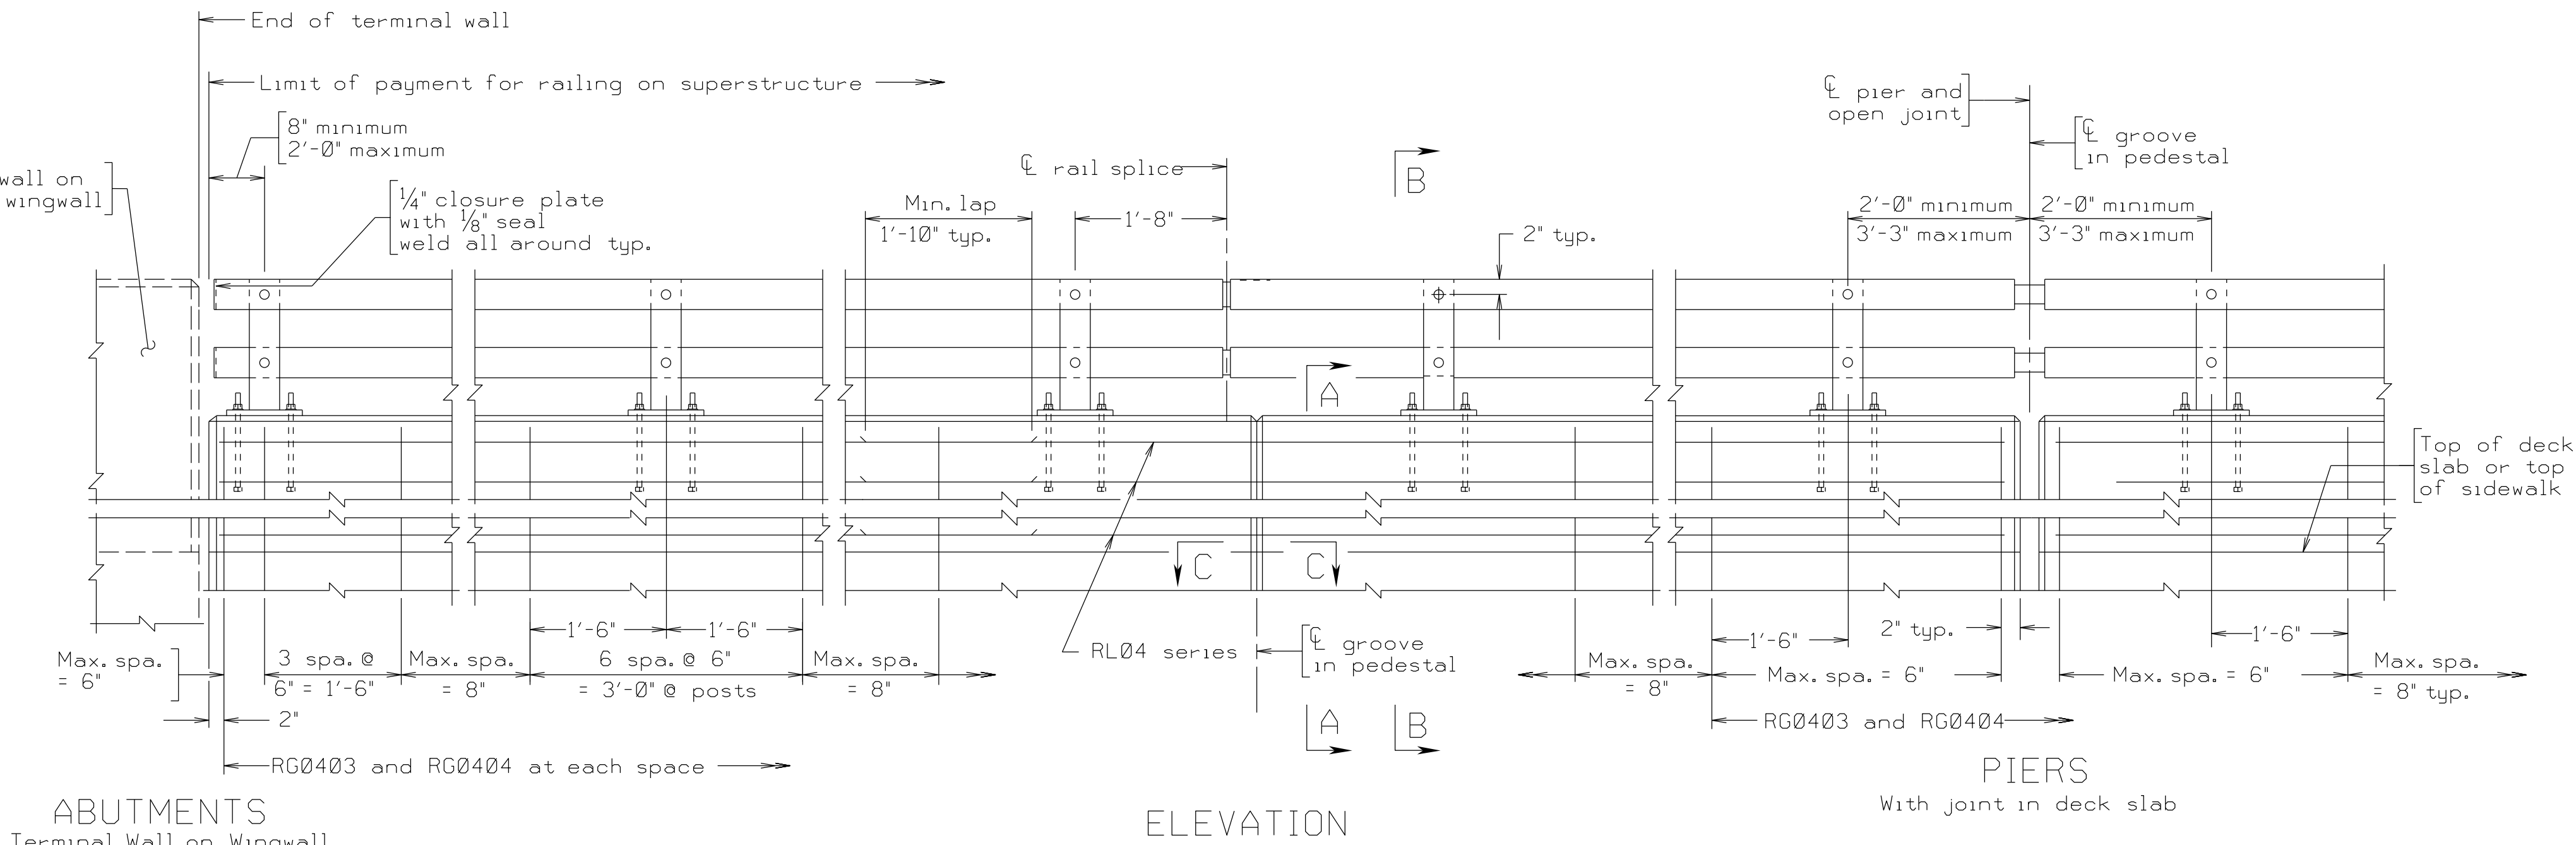 End of terminal wall
Limit of payment for railing on superstructure
8" minimum
2'-0" maximum
wall on
wingwall
1/4" closure plate
with 1/8" seal
weld all around typ.
℄ rail splice
Min. lap
1'-10" typ.
1'-8"
B
2" typ.
℄ pier and
open joint
℄ groove
in pedestal
2'-0" minimum
3'-3" maximum
2'-0" minimum
3'-3" maximum
A
Top of deck
slab or top
of sidewalk
C
C
1'-6"
1'-6"
RL04 series
℄ groove
in pedestal
1'-6"
2" typ.
1'-6"
Max. spa.
= 6"
3 spa. @
6" = 1'-6"
Max. spa.
= 8"
6 spa. @ 6"
= 3'-0" @ posts
Max. spa.
= 8"
Max. spa.
= 8"
Max. spa. = 6"
Max. spa. = 6"
Max. spa.
= 8" typ.
2"
A
B
RG0403 and RG0404
RG0403 and RG0404 at each space
ABUTMENTS
Terminal Wall on Wingwall
ELEVATION
PIERS
With joint in deck slab